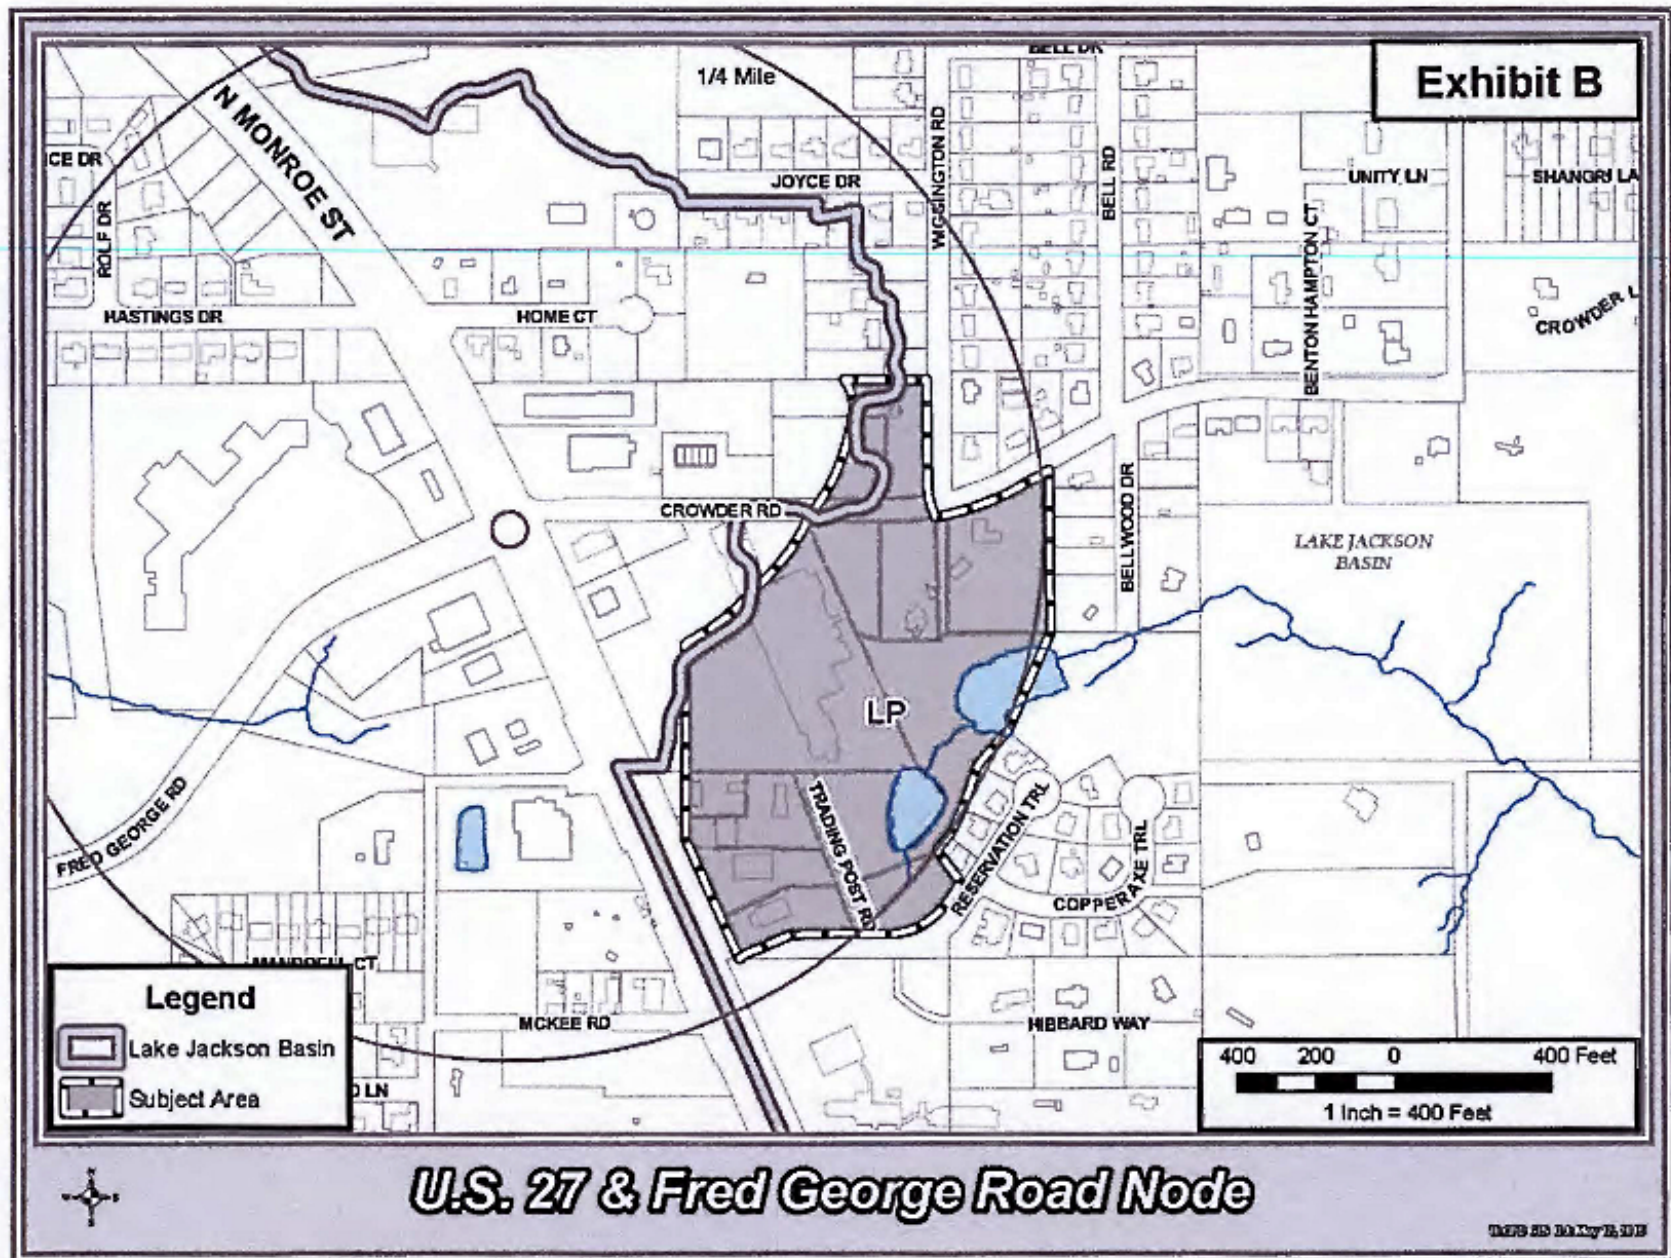 BELL DR
1/4 Mile
Exhibit B
N MONROE ST
WIGGINGTON RD
ICE DR
JOYCE DR
BELL RD
UNITY LN
SHANGRI LA
ROLF DR
BENTON HAMPTON CT
HASTINGS DR
HOME CT
CROWDER L
CROWDER RD
BELLWOOD DR
LAKE JACKSON
BASIN
LP
FRED GEORGE RD
TRADING POST RD
RESERVATION TRL
COPPER AXE TRL
CT
Legend
Lake Jackson Basin
Subject Area
MCKEE RD
HIBBARD WAY
LN
400 200 0 400 Feet
1 Inch = 400 Feet
U.S. 27 & Fred George Road Node